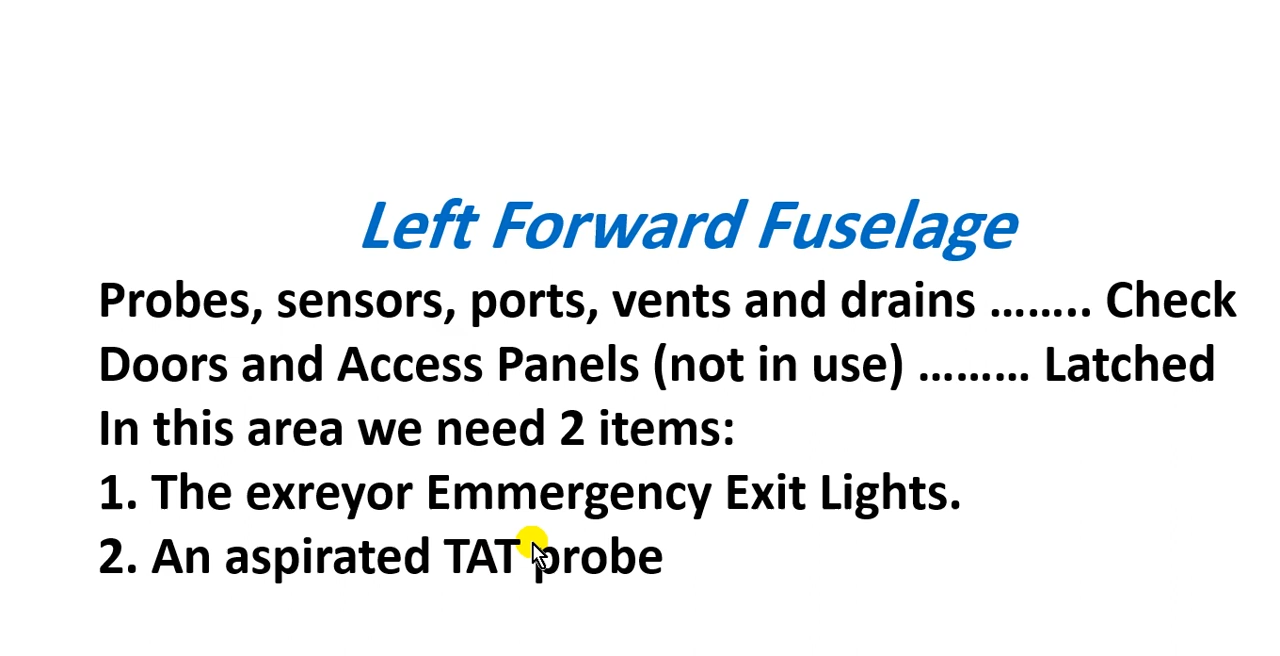 Left Forward Fuselage
Probes, sensors, ports, vents and drains …….. Check
Doors and Access Panels (not in use) ……… Latched
In this area we need 2 items:
1. The exreyor Emmergency Exit Lights.
2. An aspirated TAT probe